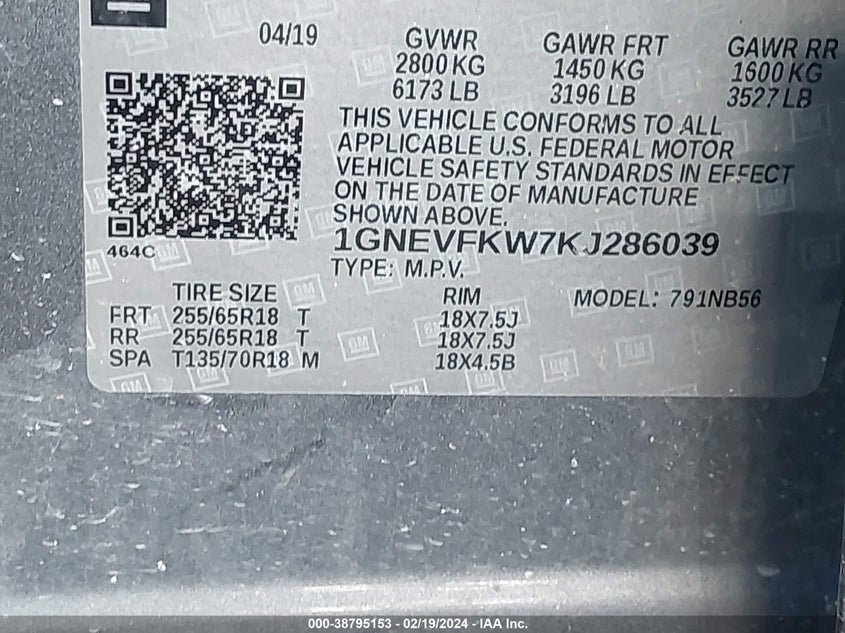 04/19
GVWR
2800 KG
6173 LB
GAWR FRT
1450 KG
3196 LB
GAWR RR
1600 KG
3527 LB
THIS VEHICLE CONFORMS TO ALL
APPLICABLE U.S. FEDERAL MOTOR
VEHICLE SAFETY STANDARDS IN EFFECT
ON THE DATE OF MANUFACTURE
SHOWN ABOVE.
464C
1GNEVFKW7KJ286039
TYPE: M.P.V.
TIRE SIZE RIM MODEL: 791NB56
FRT 255/65R18 T 18X7.5J
RR 255/65R18 T 18X7.5J
SPA T135/70R18 M 18X4.5B
000-38795153 - 02/19/2024 - IAA Inc.